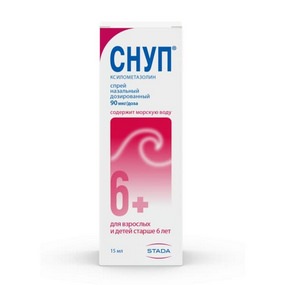 СНУП®
КСИЛОМЕТАЗОЛИН
спрей
назальный
дозированный
90 мкг/доза
содержит морскую воду
6+
для взрослых
и детей старше 6 лет
15 мл
STADA